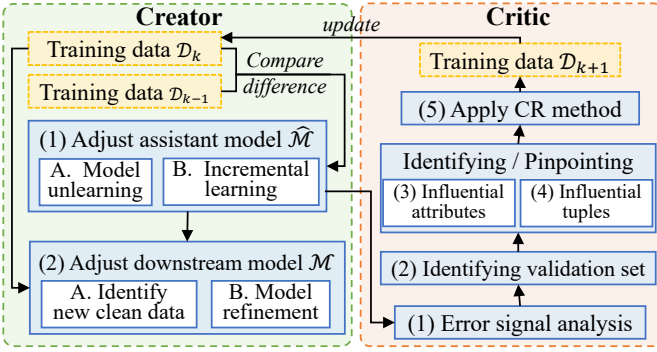 Creator
Training data 𝒟ₖ
Compare
difference
Training data 𝒟ₖ₋₁
(1) Adjust assistant model ℳ̂
A. Model
unlearning
B. Incremental
learning
(2) Adjust downstream model ℳ
A. Identify
new clean data
B. Model
refinement
update
Critic
Training data 𝒟ₖ₊₁
(5) Apply CR method
Identifying / Pinpointing
(3) Influential
attributes
(4) Influential
tuples
(2) Identifying validation set
(1) Error signal analysis